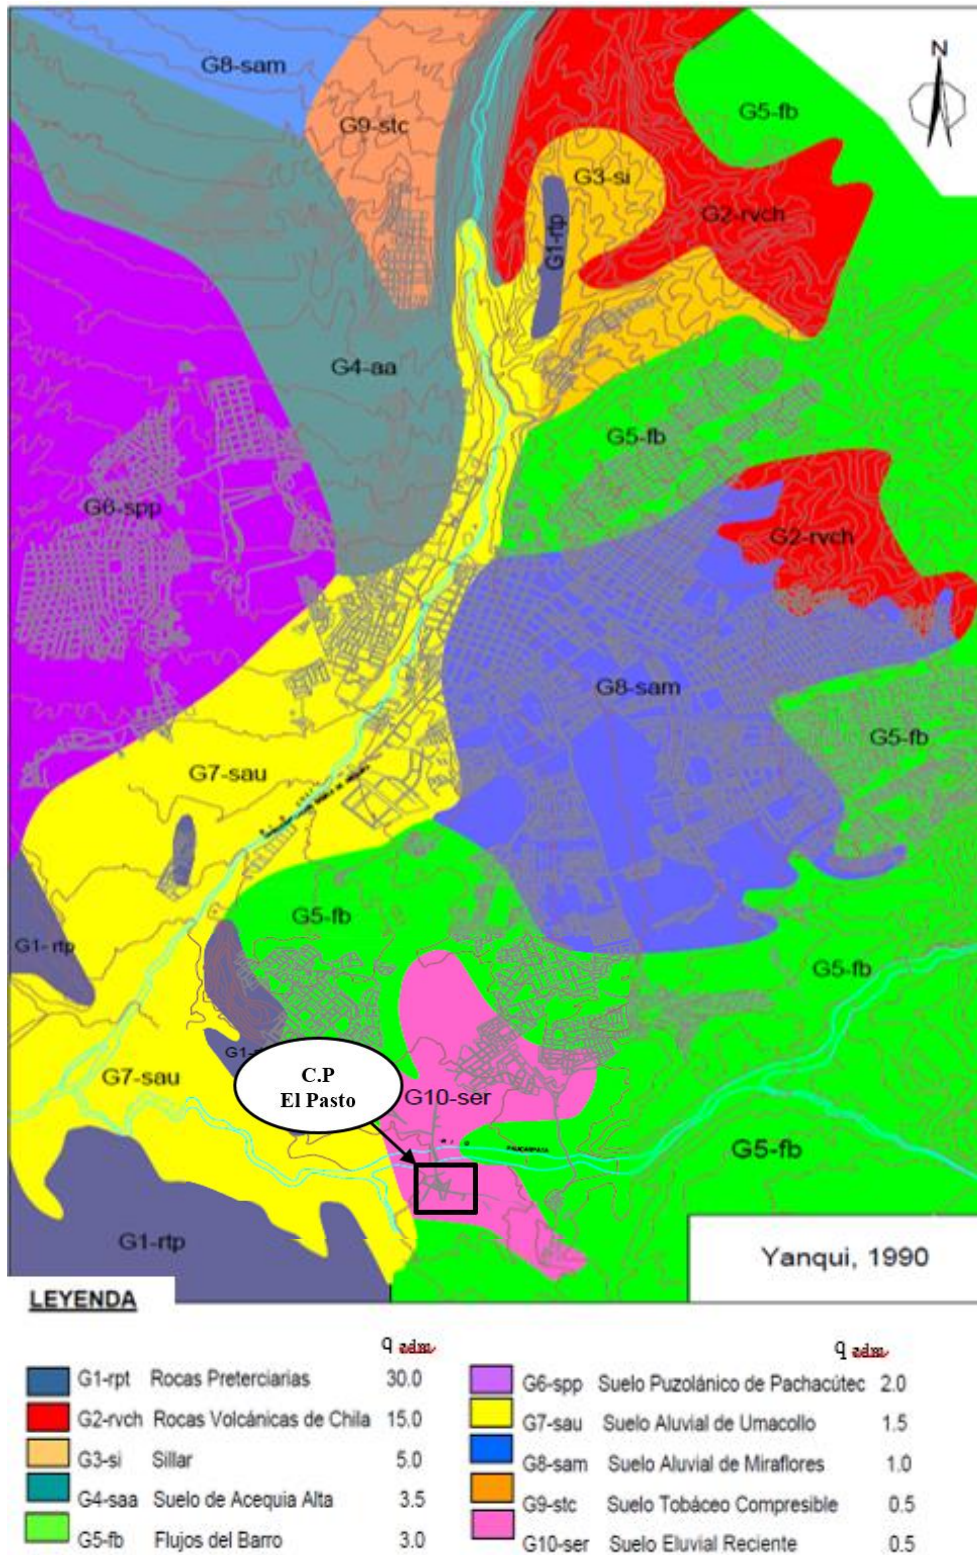 G8-sam
N
G5-fb
G9-stc
G3-si
G2-rvch
G1-rtp
G4-aa
G5-fb
G6-spp
G2-rvch
G8-sam
G5-fb
G7-sau
G5-fb
G1- rtp
G5-fb
C.P
El Pasto
G7-sau
G10-ser
G5-fb
G1-rtp
Yanqui, 1990
LEYENDA
q adm
G1-rpt Rocas Preterciarias 30.0
G2-rvch Rocas Volcánicas de Chila 15.0
G3-si Sillar 5.0
G4-saa Suelo de Acequia Alta 3.5
G5-fb Flujos del Barro 3.0
q adm
G6-spp Suelo Puzolánico de Pachacútec 2.0
G7-sau Suelo Aluvial de Umacollo 1.5
G8-sam Suelo Aluvial de Miraflores 1.0
G9-stc Suelo Tobáceo Compresible 0.5
G10-ser Suelo Eluvial Reciente 0.5